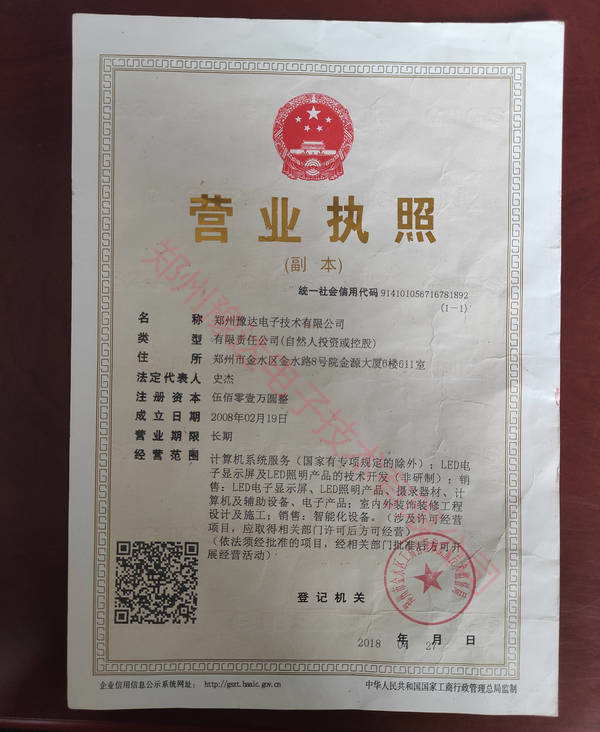 营业执照
(副 本)
统一社会信用代码 914101056716781892
(1-1)
名 称 郑州豫达电子技术有限公司
类 型 有限责任公司(自然人投资或控股)
住 所 郑州市金水区金水路8号院金源大厦6楼611室
法定代表人 史杰
注册资本 伍佰零壹万圆整
成立日期 2008年02月19日
营业期限 长期
经营范围 计算机系统服务（国家有专项规定的除外）；LED电
子显示屏及LED照明产品的技术开发（非研制）；销
售：LED电子显示屏、LED照明产品、摄录器材、计
算机及辅助设备、电子产品；室内外装饰装修工程
设计及施工；销售：智能化设备。（涉及许可经营
项目，应取得相关部门许可后方可经营）
（依法须经批准的项目，经相关部门批准后方可开
展经营活动）
登记机关
2018 年 月 27 日
企业信用信息公示系统网址： http://gsxt.haaic.gov.cn
中华人民共和国国家工商行政管理总局监制